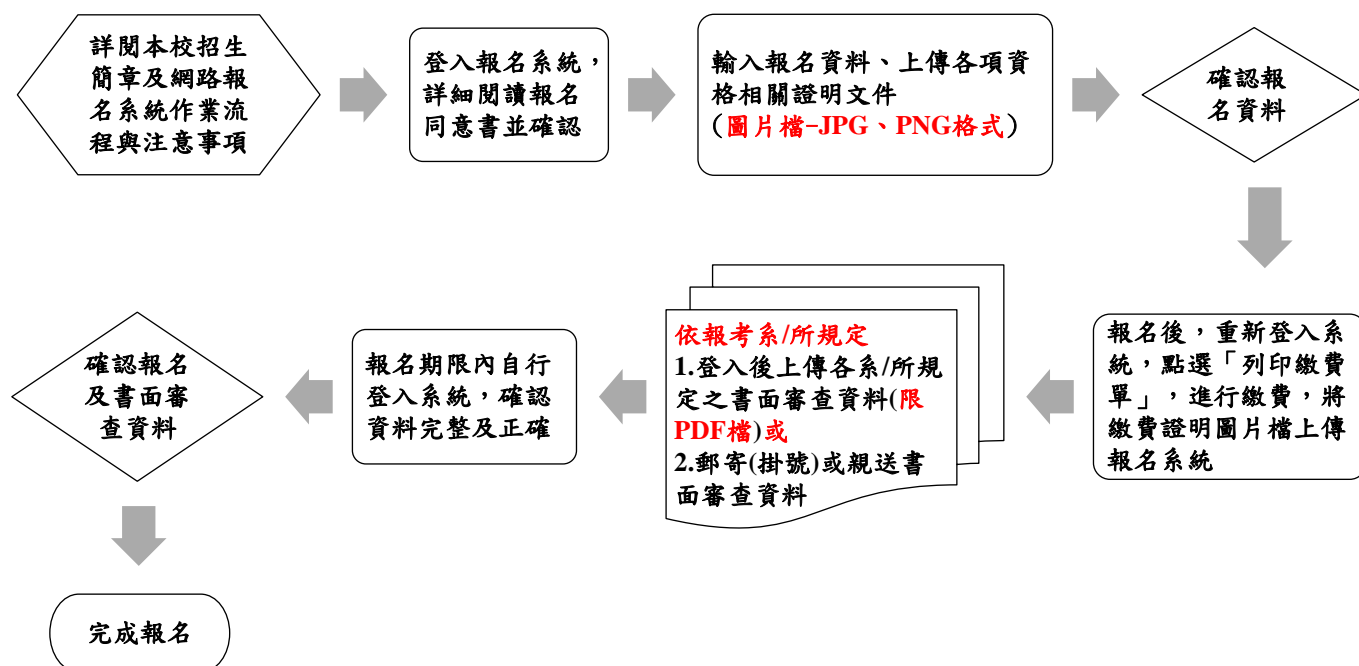 詳閱本校招生
簡章及網路報
名系統作業流
程與注意事項
登入報名系統，
詳細閱讀報名
同意書並確認
輸入報名資料、上傳各項資
格相關證明文件
（圖片檔-JPG、PNG格式）
確認報
名資料
報名後，重新登入系
統，點選「列印繳費
單」，進行繳費，將
繳費證明圖片檔上傳
報名系統
依報考系/所規定
1.登入後上傳各系/所規
定之書面審查資料(限
PDF檔)或
2.郵寄(掛號)或親送書
面審查資料
報名期限內自行
登入系統，確認
資料完整及正確
確認報名
及書面審
查資料
完成報名